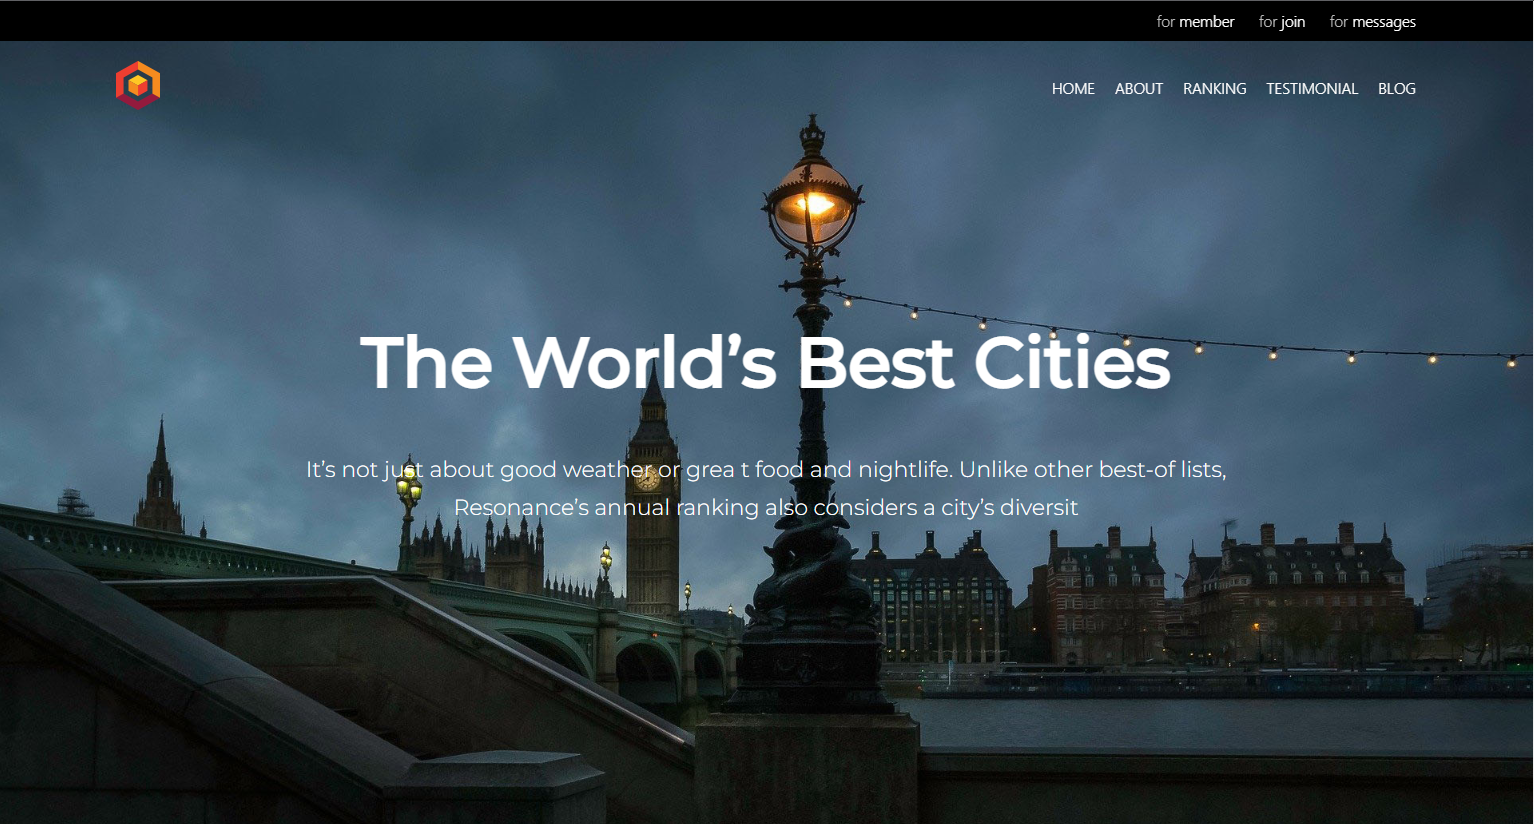 for member for join for messages
HOME ABOUT RANKING TESTIMONIAL BLOG
The World’s Best Cities
It’s not just about good weather or grea t food and nightlife. Unlike other best-of lists,
Resonance’s annual ranking also considers a city’s diversit